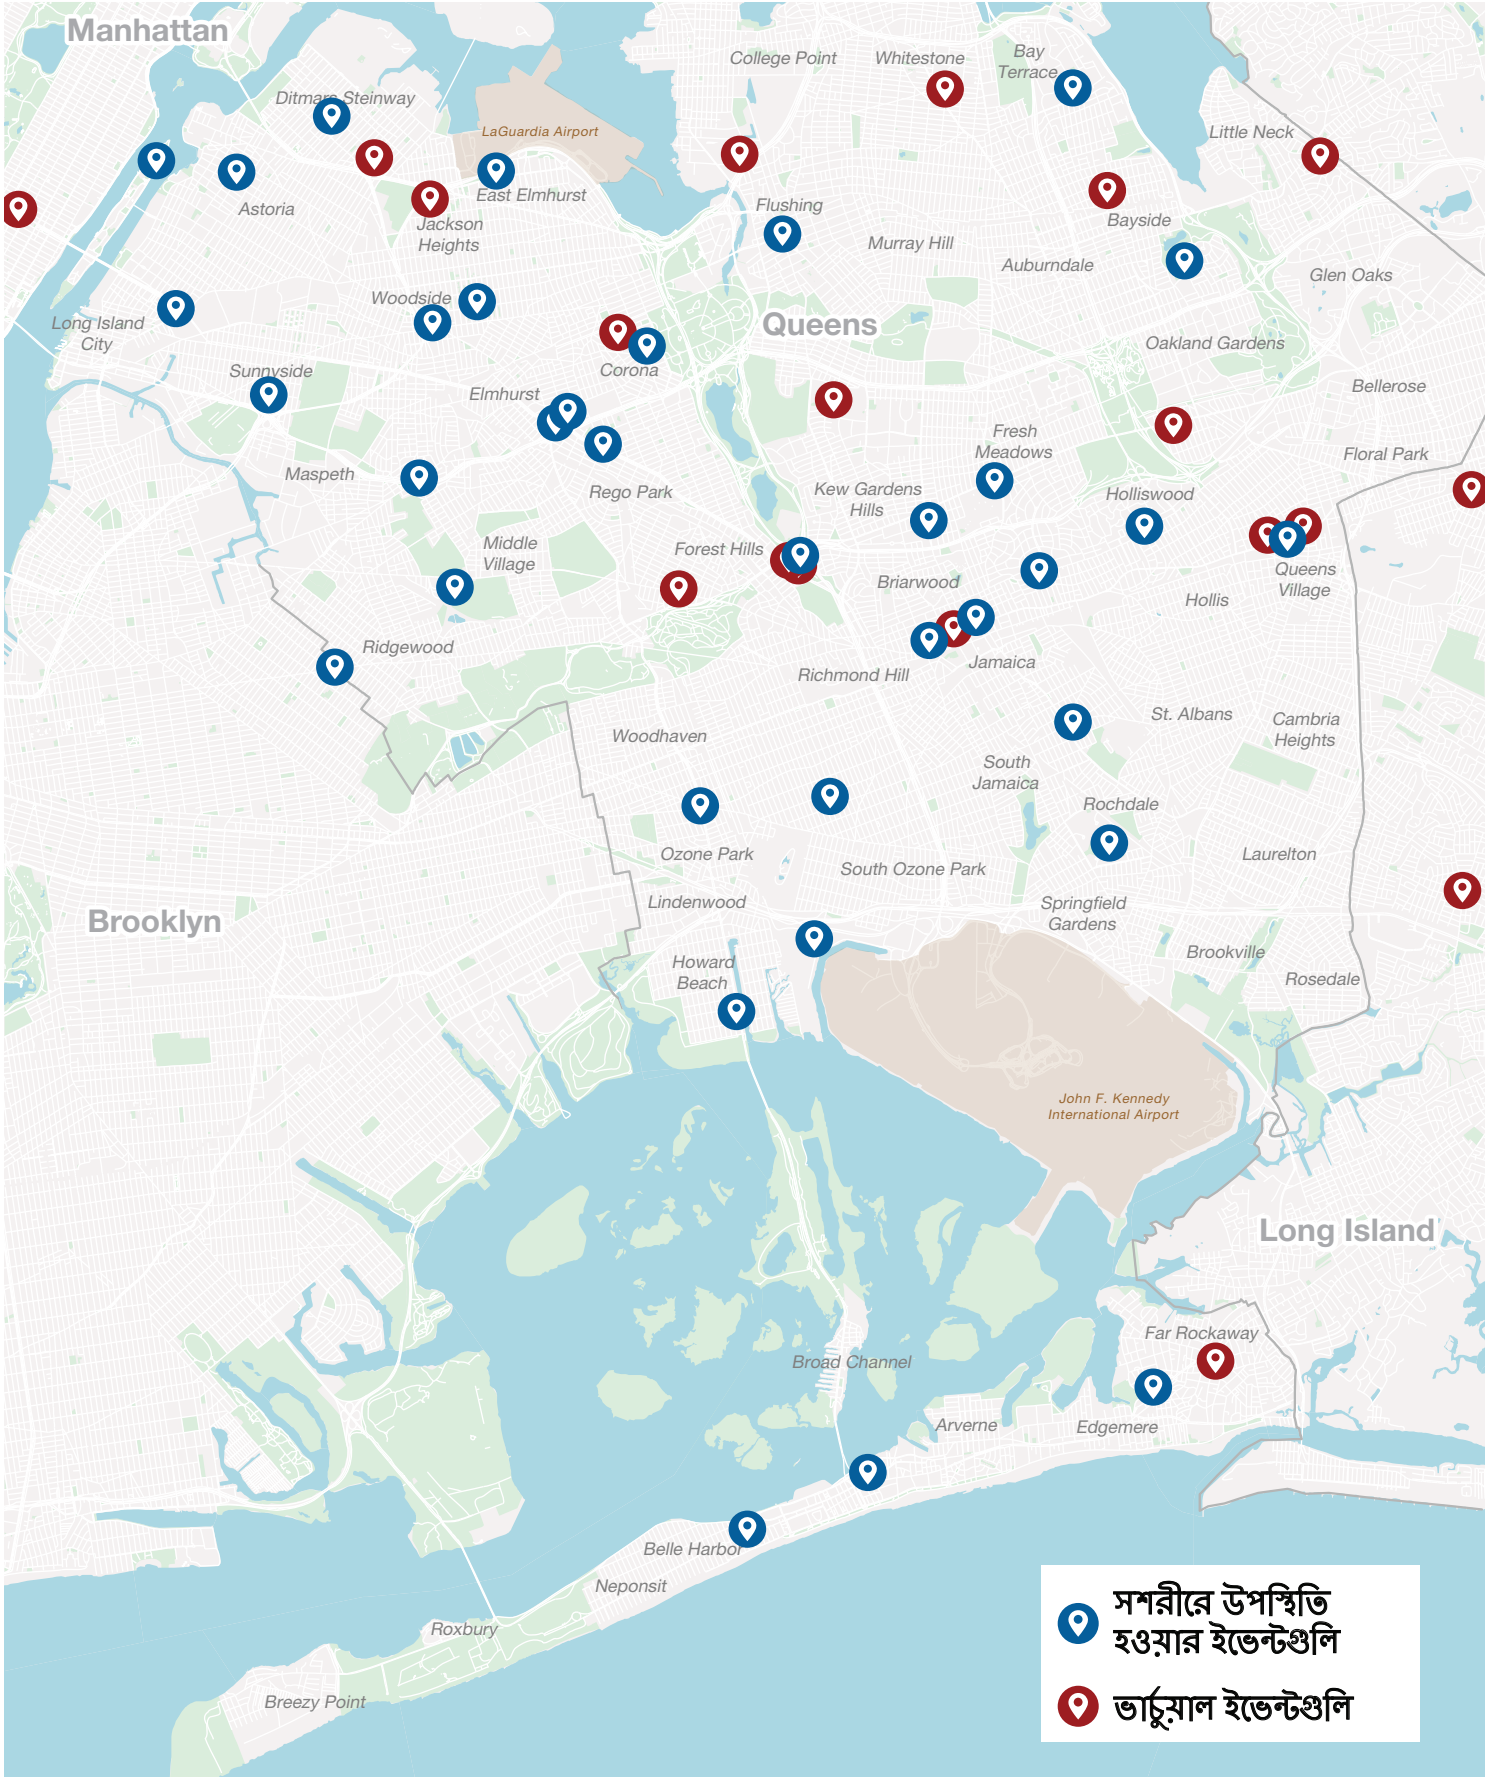 Manhattan
College Point
Whitestone
Bay
Terrace
Ditmars Steinway
LaGuardia Airport
Little Neck
East Elmhurst
Astoria
Flushing
Bayside
Jackson
Heights
Murray Hill
Auburndale
Glen Oaks
Woodside
Long Island
City
Queens
Oakland Gardens
Sunnyside
Corona
Elmhurst
Bellerose
Fresh
Meadows
Floral Park
Maspeth
Rego Park
Kew Gardens
Hills
Holliswood
Middle
Village
Forest Hills
Briarwood
Queens
Village
Hollis
Ridgewood
Richmond Hill
Jamaica
St. Albans
Cambria
Heights
Woodhaven
South
Jamaica
Rochdale
Ozone Park
South Ozone Park
Laurelton
Lindenwood
Springfield
Gardens
Brooklyn
Howard
Beach
Brookville
Rosedale
John F. Kennedy
International Airport
Long Island
Far Rockaway
Broad Channel
Arverne
Edgemere
Belle Harbor
Neponsit
Roxbury
Breezy Point
সশরীরে উপস্থিতি
হওয়ার ইভেন্টগুলি
ভার্চুয়াল ইভেন্টগুলি